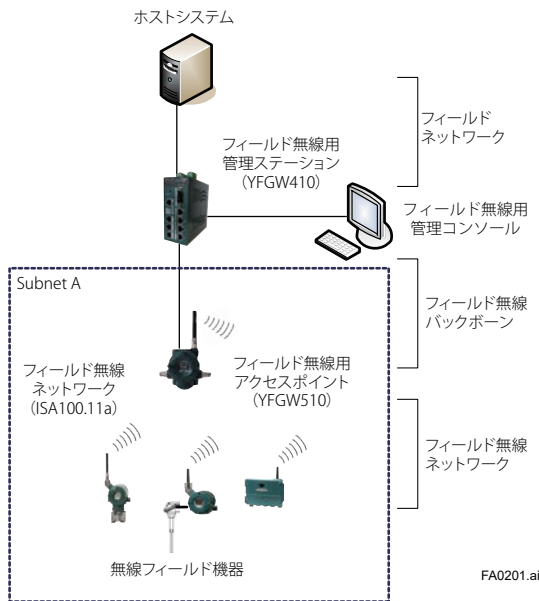 ホストシステム
フィールド無線用
管理ステーション
(YFGW410)
フィールド
ネットワーク
フィールド無線用
管理コンソール
Subnet A
フィールド無線
バックボーン
フィールド無線
ネットワーク
(ISA100.11a)
フィールド無線用
アクセスポイント
(YFGW510)
フィールド無線
ネットワーク
無線フィールド機器
FA0201.ai